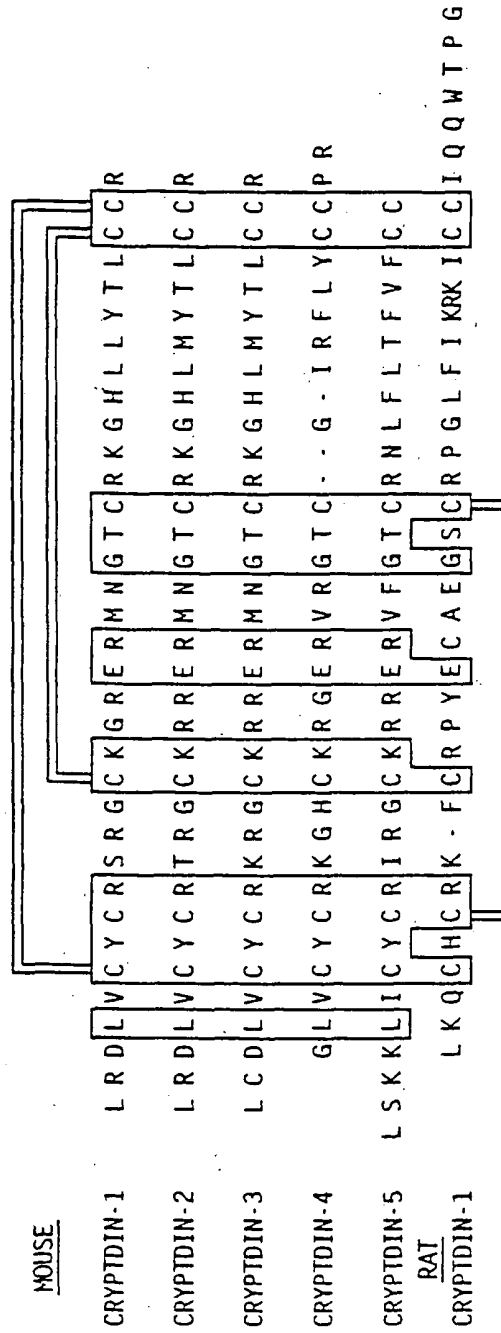 MOUSE
CRYPTDIN-1 L R D L V C Y C R S R G C K G R E R M N G T C R K G H L L Y T L C C R
CRYPTDIN-2 L R D L V C Y C R T R G C K R R E R M N G T C R K G H L M Y T L C C R
CRYPTDIN-3 L C D L V C Y C R K R G C K R R E R M N G T C R K G H L M Y T L C C R
CRYPTDIN-4 G L V C Y C R K G H C K R G E R V R G T C - - G - I R F L Y C C P R
CRYPTDIN-5 L S K K L I C Y C R I R G C K R R E R V F G T C R N L F L T F V F C C
RAT
CRYPTDIN-1 L K Q C H C R K - F C R P Y E C A E G S C R P G L F I KRK I C C I Q Q W T P G